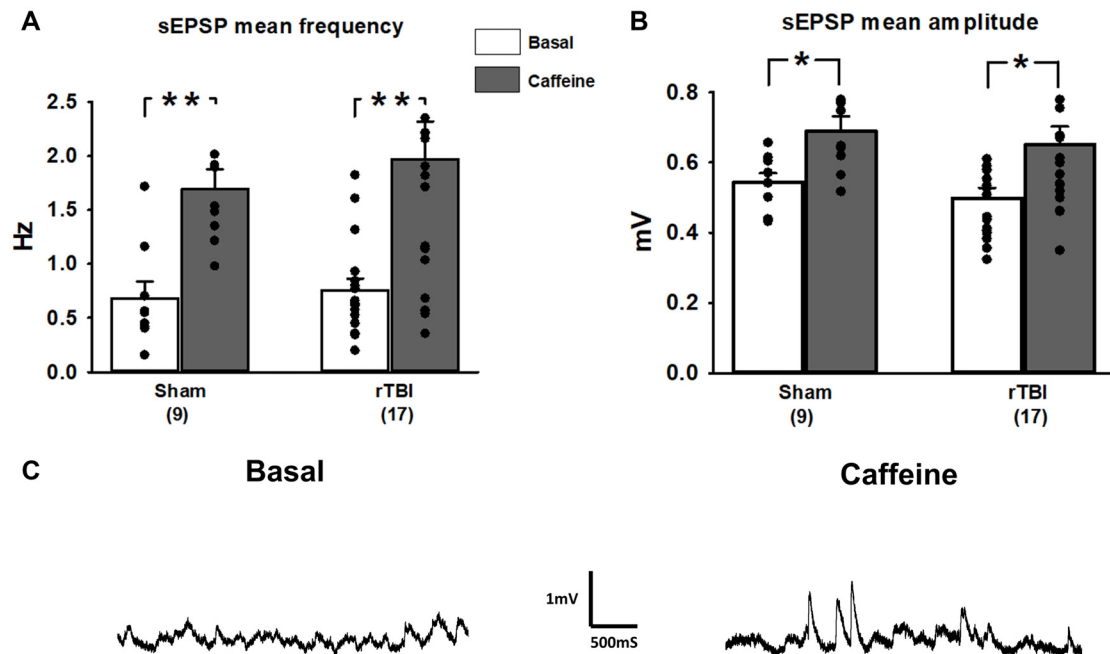 A
sEPSP mean frequency
Basal
Caffeine
**
**
2.5
2.0
1.5
1.0
0.5
0.0
Hz
Sham
(9)
rTBI
(17)
B
sEPSP mean amplitude
*
*
0.8
0.6
0.4
0.2
0.0
mV
Sham
(9)
rTBI
(17)
C
Basal
Caffeine
1mV
500mS